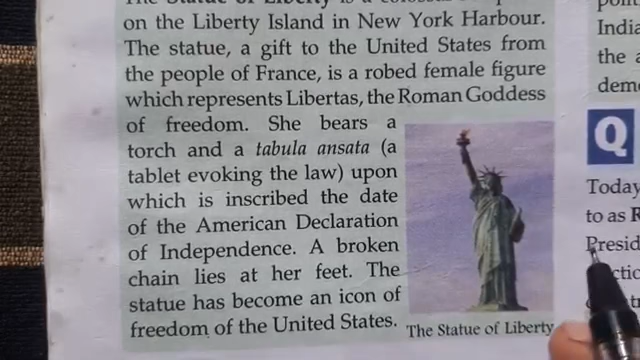 on the Liberty Island in New York Harbour.
The statue, a gift to the United States from
the people of France, is a robed female figure
which represents Libertas, the Roman Goddess
of freedom. She bears a
torch and a tabula ansata (a
tablet evoking the law) upon
which is inscribed the date
of the American Declaration
of Independence. A broken
chain lies at her feet. The
statue has become an icon of
freedom of the United States.
The Statue of Liberty
India
the a
dem
Q
Today
to as R
Presid